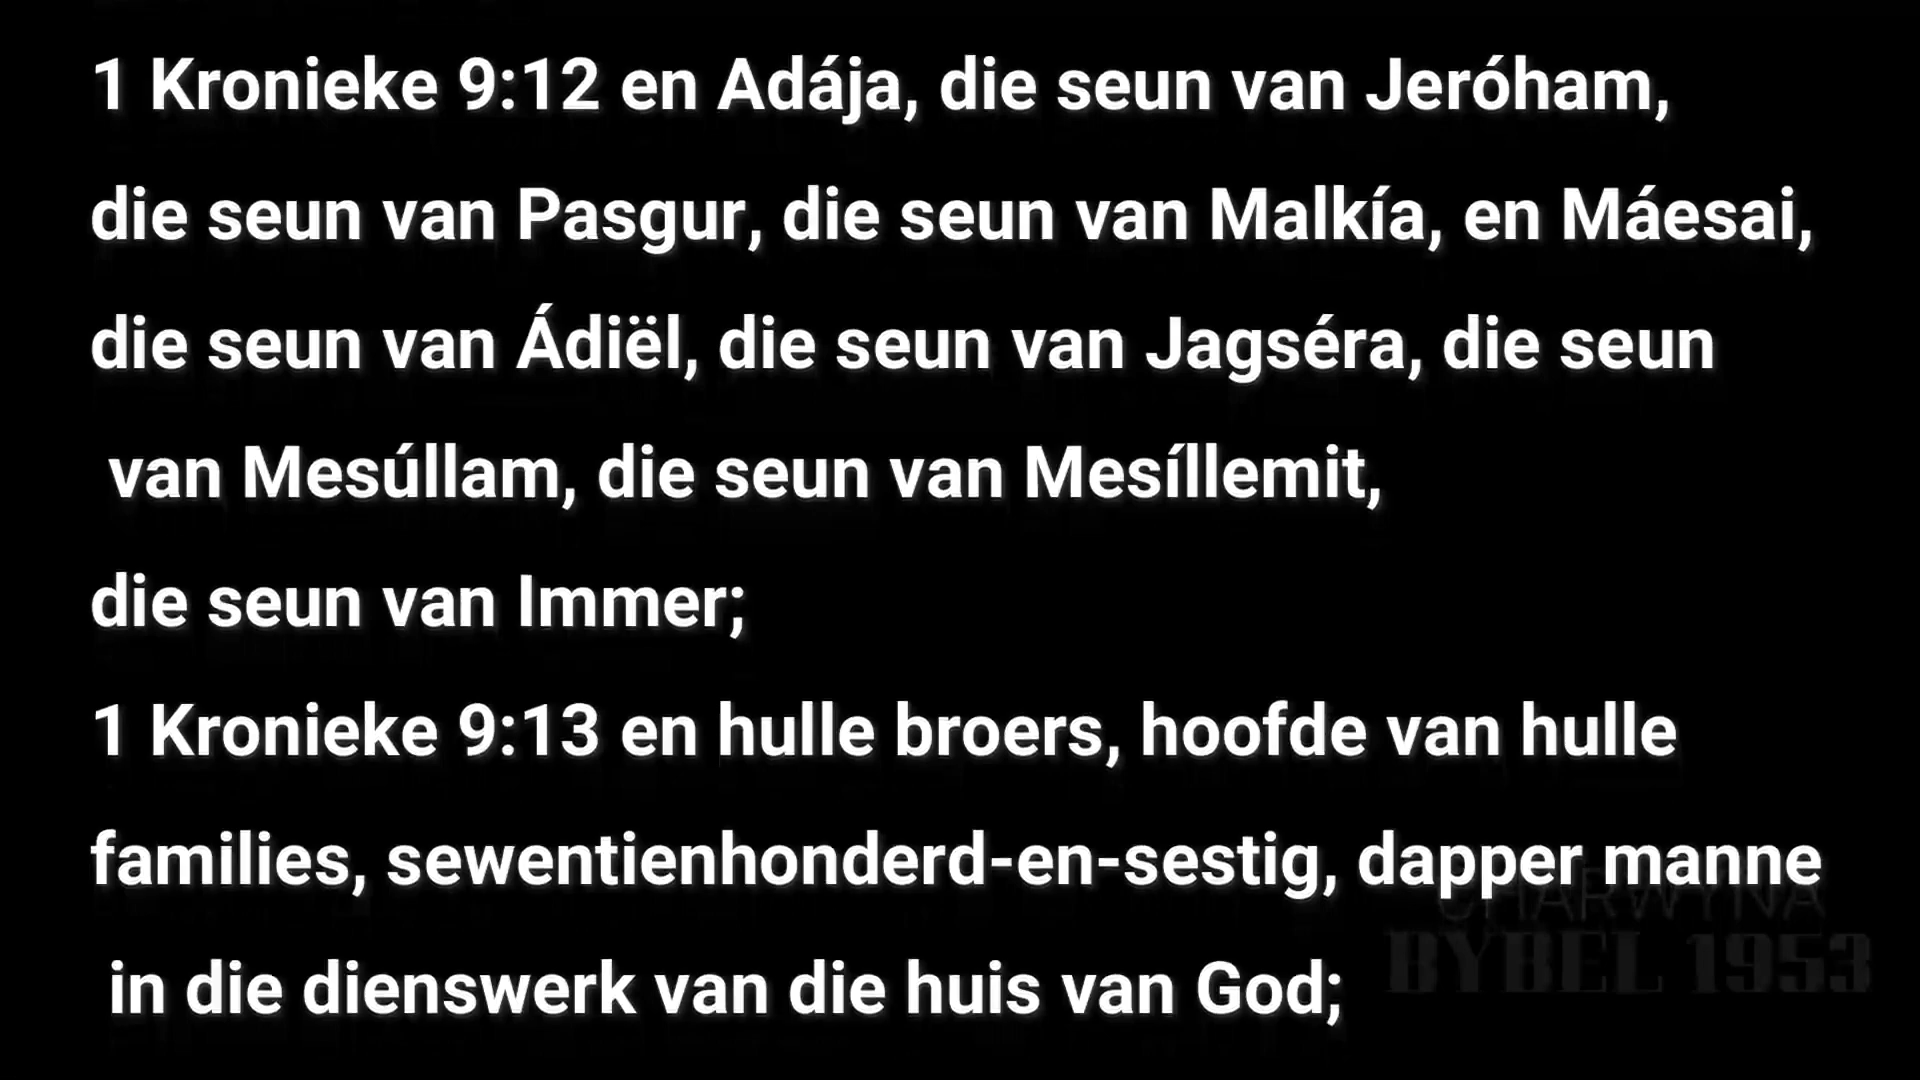 1 Kronieke 9:12 en Adája, die seun van Jeróham,
die seun van Pasgur, die seun van Malkía, en Máesai,
die seun van Ádiël, die seun van Jagséra, die seun
van Mesúllam, die seun van Mesíllemit,
die seun van Immer;
1 Kronieke 9:13 en hulle broers, hoofde van hulle
families, sewentienhonderd-en-sestig, dapper manne
in die dienswerk van die huis van God;
CHARWYNA
BYBEL 1953